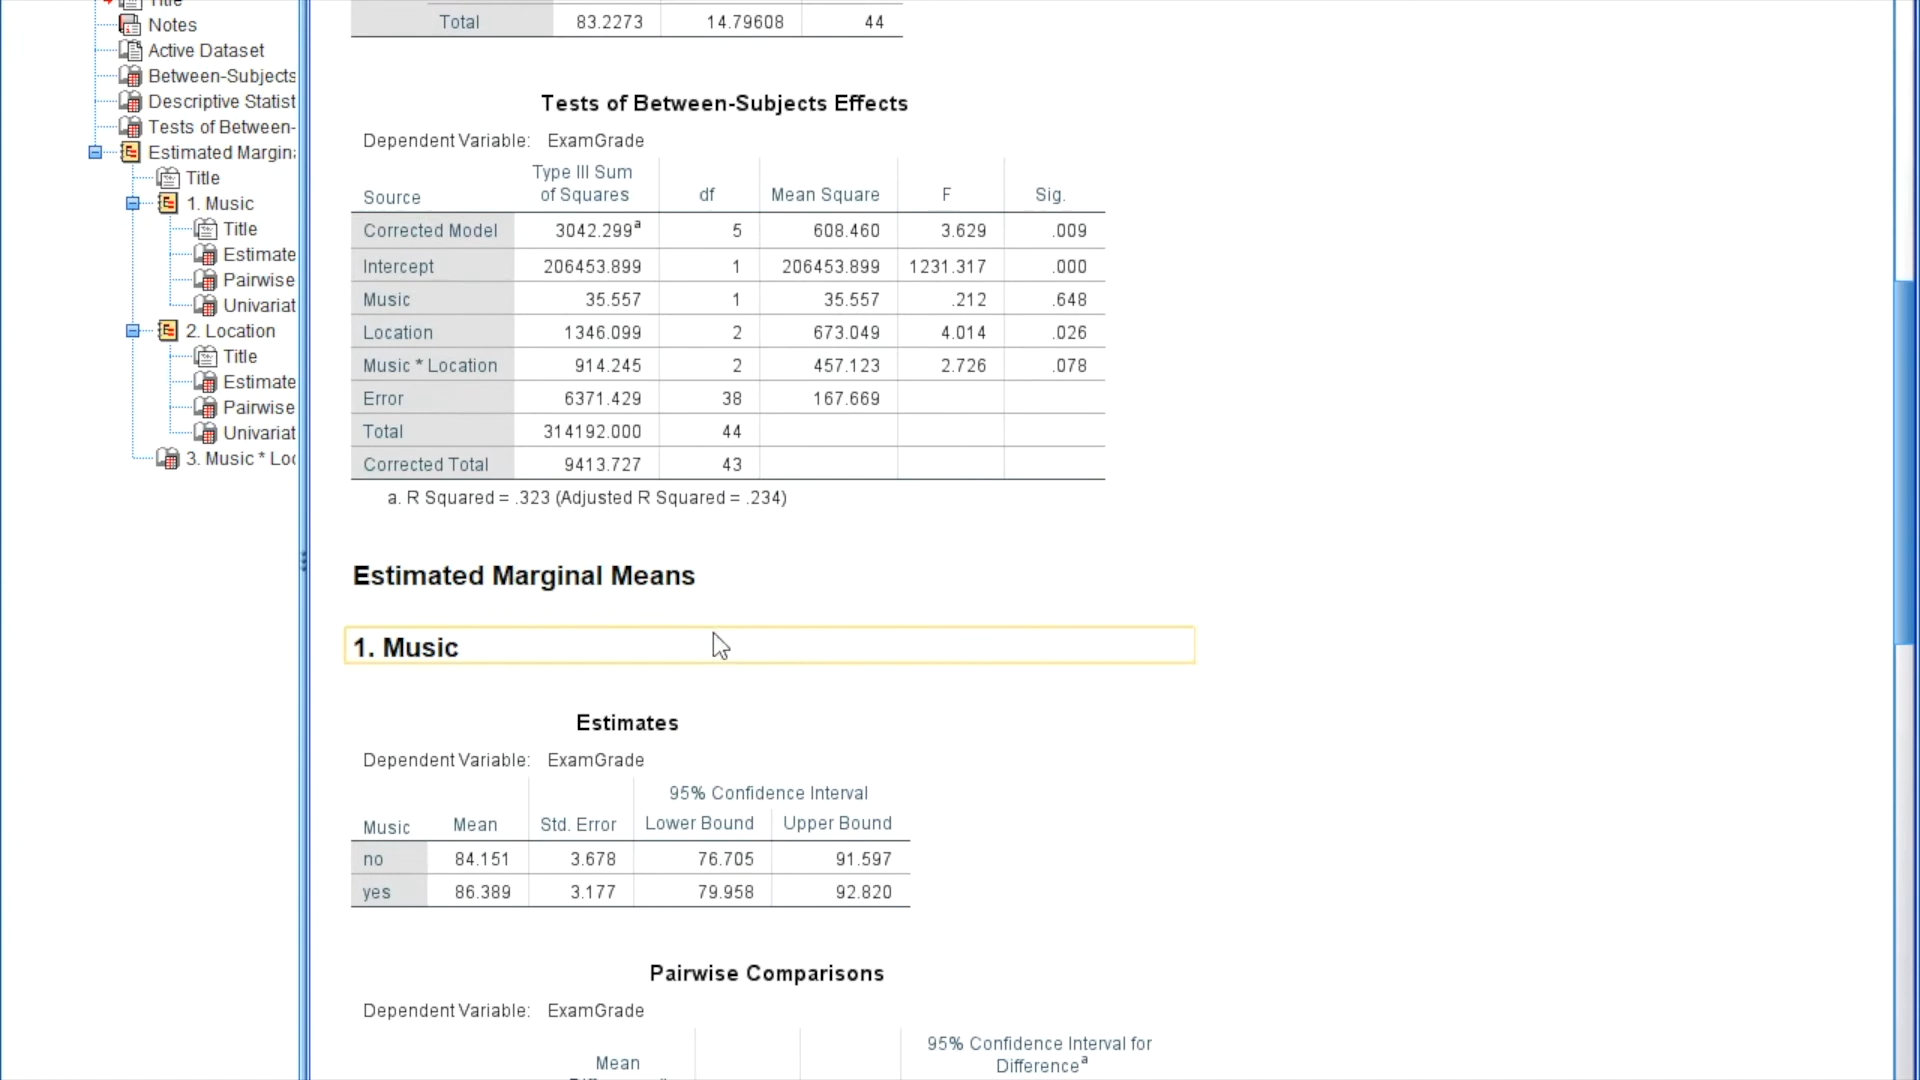 Title
Notes
Active Dataset
Between-Subjects
Descriptive Statist
Tests of Between-
Estimated Margin
Title
1. Music
Title
Estimate
Pairwise
Univariat
2. Location
Title
Estimate
Pairwise
Univariat
3. Music * Loc
Total 83.2273 14.79608 44
Tests of Between-Subjects Effects
Dependent Variable: ExamGrade
Source Type III Sum of Squares df Mean Square F Sig.
Corrected Model 3042.299a 5 608.460 3.629 .009
Intercept 206453.899 1 206453.899 1231.317 .000
Music 35.557 1 35.557 .212 .648
Location 1346.099 2 673.049 4.014 .026
Music * Location 914.245 2 457.123 2.726 .078
Error 6371.429 38 167.669
Total 314192.000 44
Corrected Total 9413.727 43
a. R Squared = .323 (Adjusted R Squared = .234)
Estimated Marginal Means
1. Music
Estimates
Dependent Variable: ExamGrade
95% Confidence Interval
Music Mean Std. Error Lower Bound Upper Bound
no 84.151 3.678 76.705 91.597
yes 86.389 3.177 79.958 92.820
Pairwise Comparisons
Dependent Variable: ExamGrade
95% Confidence Interval for
Differencea
Mean